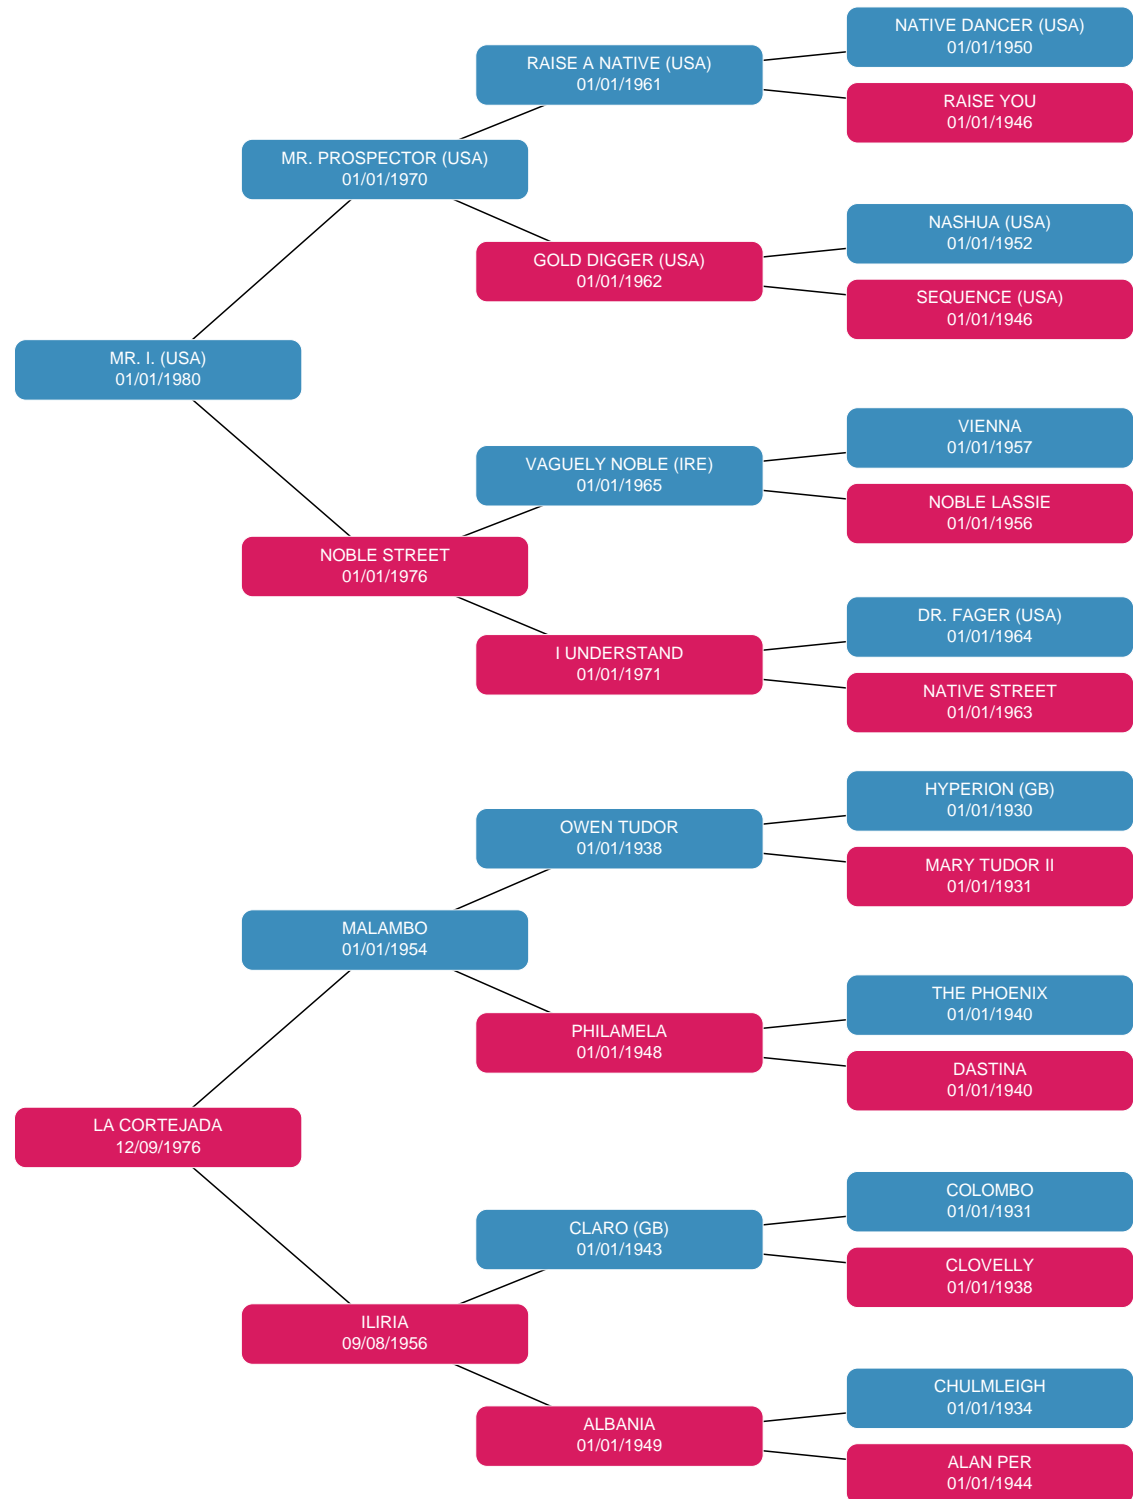 NATIVE DANCER (USA)
01/01/1950
RAISE A NATIVE (USA)
01/01/1961
RAISE YOU
01/01/1946
MR. PROSPECTOR (USA)
01/01/1970
NASHUA (USA)
01/01/1952
GOLD DIGGER (USA)
01/01/1962
SEQUENCE (USA)
01/01/1946
MR. I. (USA)
01/01/1980
VIENNA
01/01/1957
VAGUELY NOBLE (IRE)
01/01/1965
NOBLE LASSIE
01/01/1956
NOBLE STREET
01/01/1976
DR. FAGER (USA)
01/01/1964
I UNDERSTAND
01/01/1971
NATIVE STREET
01/01/1963
HYPERION (GB)
01/01/1930
OWEN TUDOR
01/01/1938
MARY TUDOR II
01/01/1931
MALAMBO
01/01/1954
THE PHOENIX
01/01/1940
PHILAMELA
01/01/1948
DASTINA
01/01/1940
LA CORTEJADA
12/09/1976
COLOMBO
01/01/1931
CLARO (GB)
01/01/1943
CLOVELLY
01/01/1938
ILIRIA
09/08/1956
CHULMLEIGH
01/01/1934
ALBANIA
01/01/1949
ALAN PER
01/01/1944